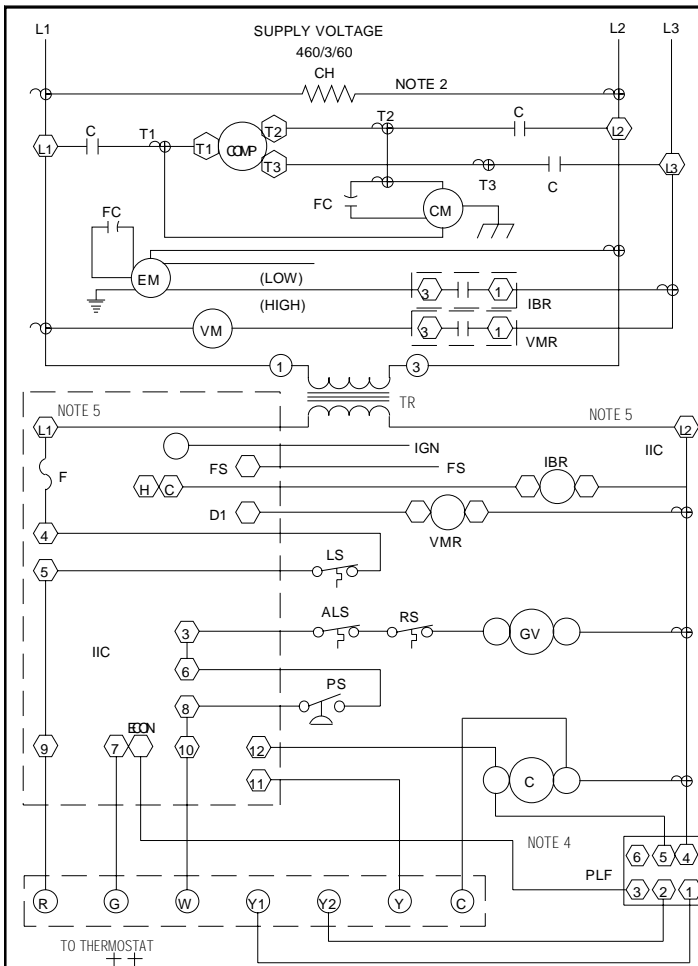 L1 SUPPLY VOLTAGE L2 L3
460/3/60
CH
NOTE 2
C T1 T2 C
L1 T1 COMP T2 L2
T3 L3
FC T3 C
FC CM
EM (LOW)
3 1 IBR
(HIGH)
VM 3 1 VMR
1 3
TR
NOTE 5 NOTE 5
L1 L2
IGN IIC
F FS FS IBR
H C
D1
4 VMR
5 LS
3 ALS RS GV
IIC
6
8 PS
ECON
9 7 10 12
C
11
NOTE 4
6 5 4
PLF
3 2 1
R G W Y1 Y2 Y C
TO THERMOSTAT